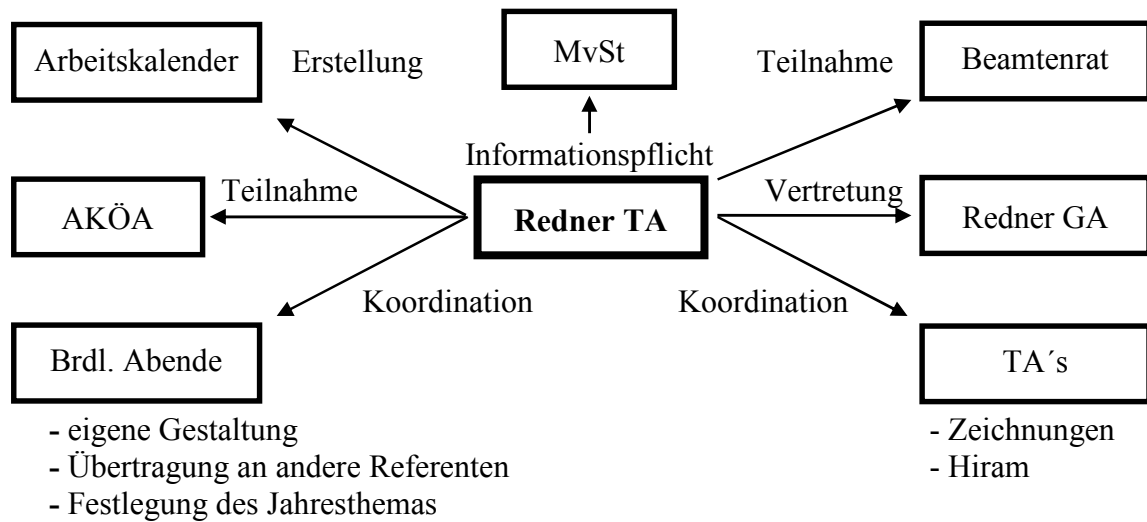 Arbeitskalender
Erstellung
MvSt
Teilnahme
Beamtenrat
Informationspflicht
AKÖA
Teilnahme
Redner TA
Vertretung
Redner GA
Koordination
Koordination
Brdl. Abende
TA´s
- eigene Gestaltung
- Übertragung an andere Referenten
- Festlegung des Jahresthemas
- Zeichnungen
- Hiram